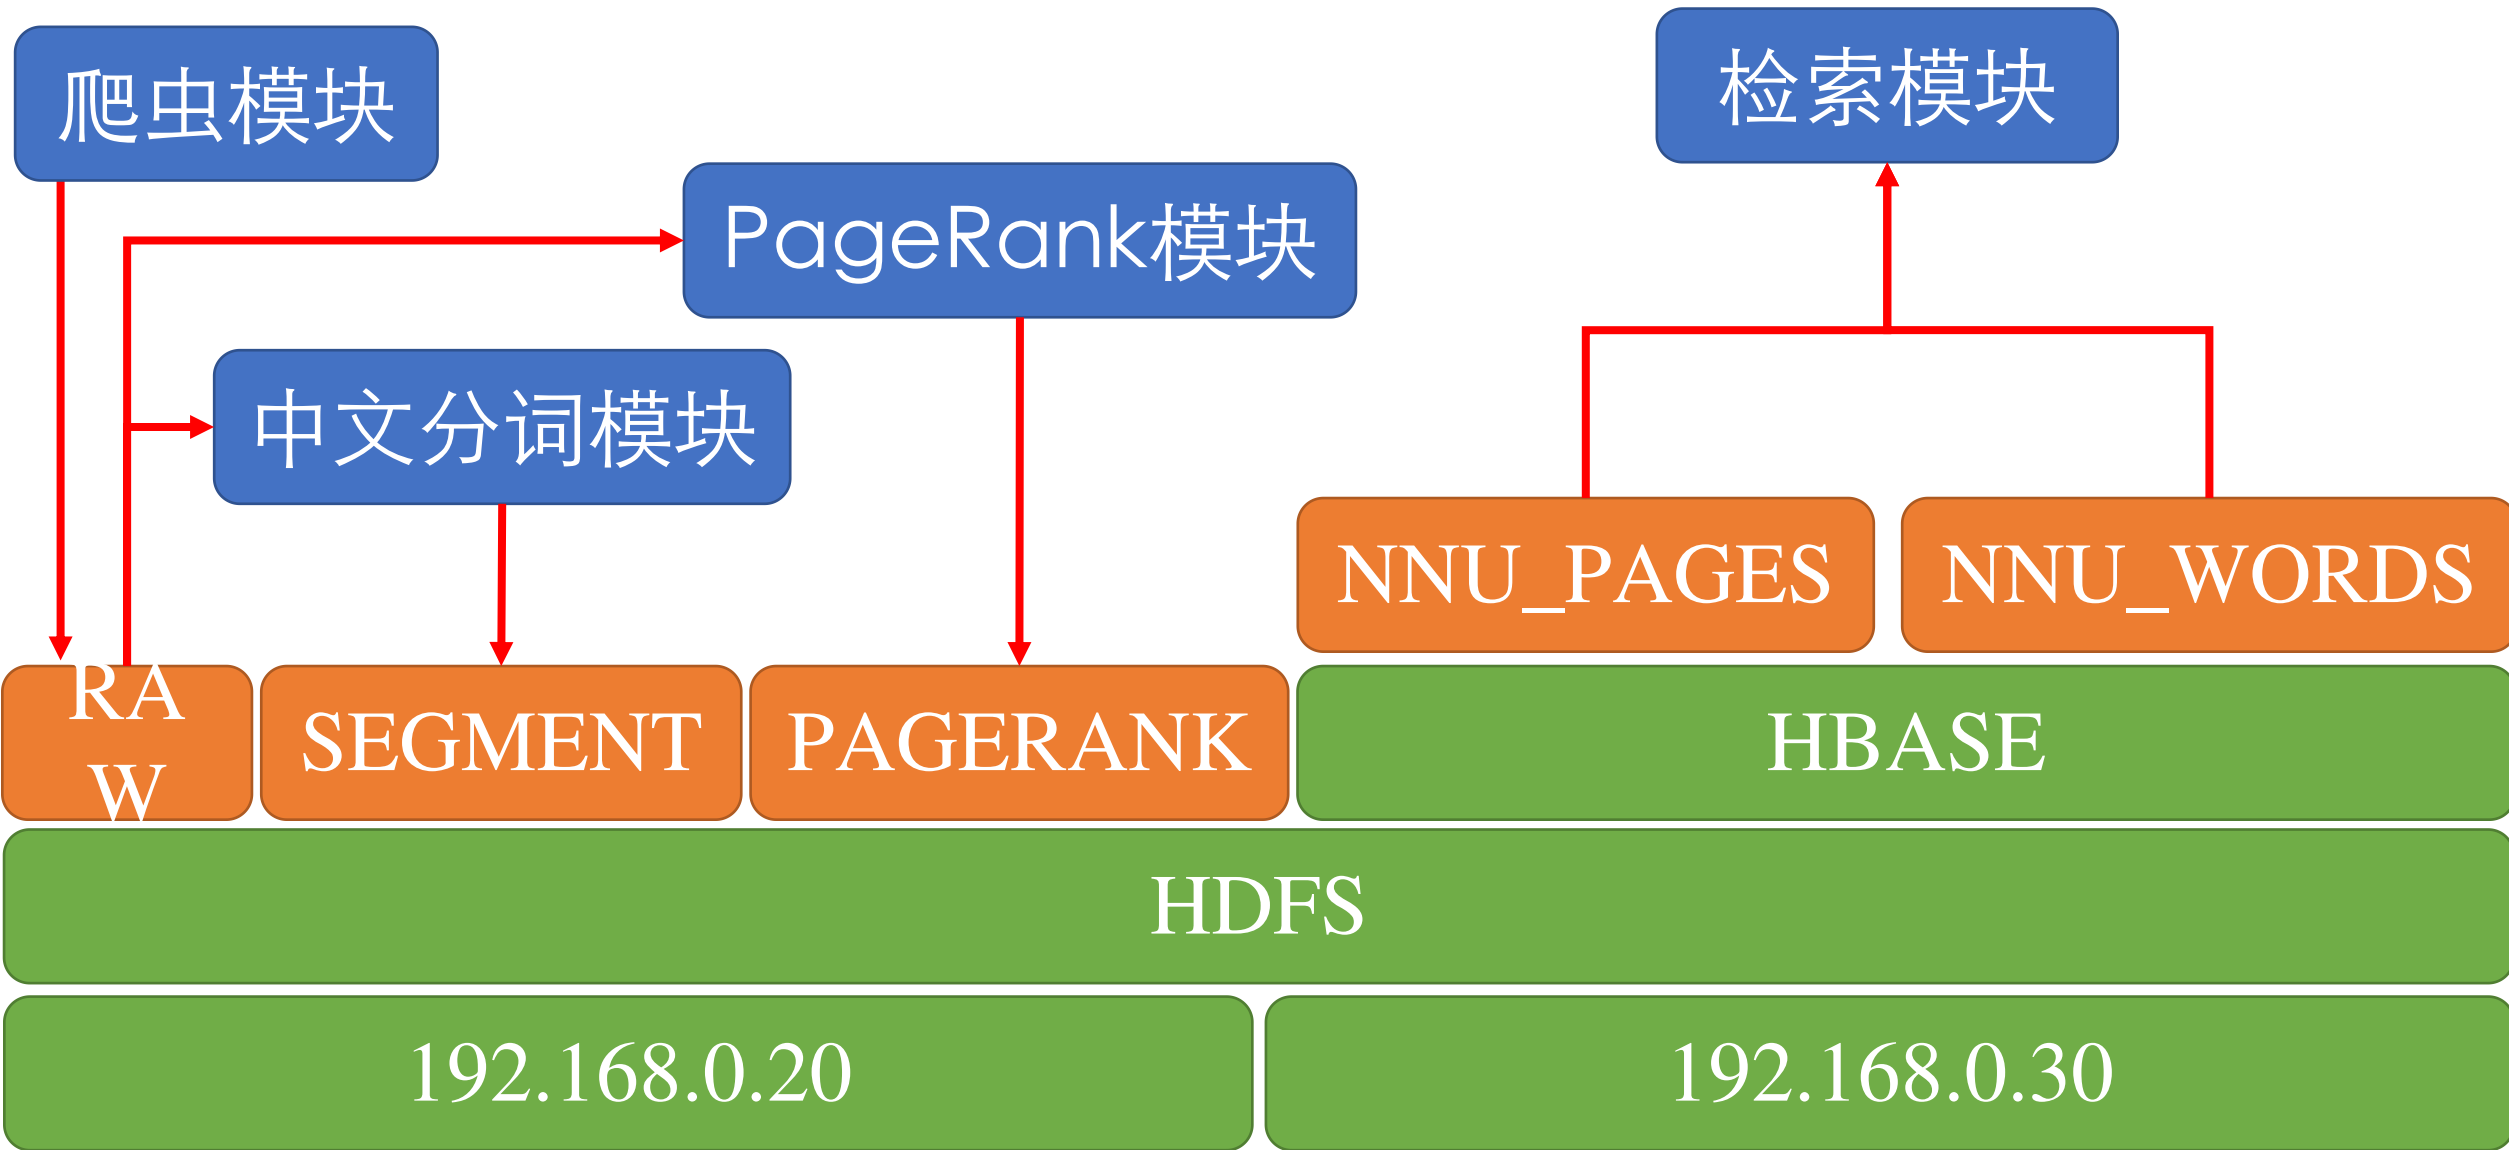 爬虫模块
检索模块
PageRank模块
中文分词模块
NNU_PAGES
NNU_WORDS
RA
W
SEGMENT
PAGERANK
HBASE
HDFS
192.168.0.20
192.168.0.30